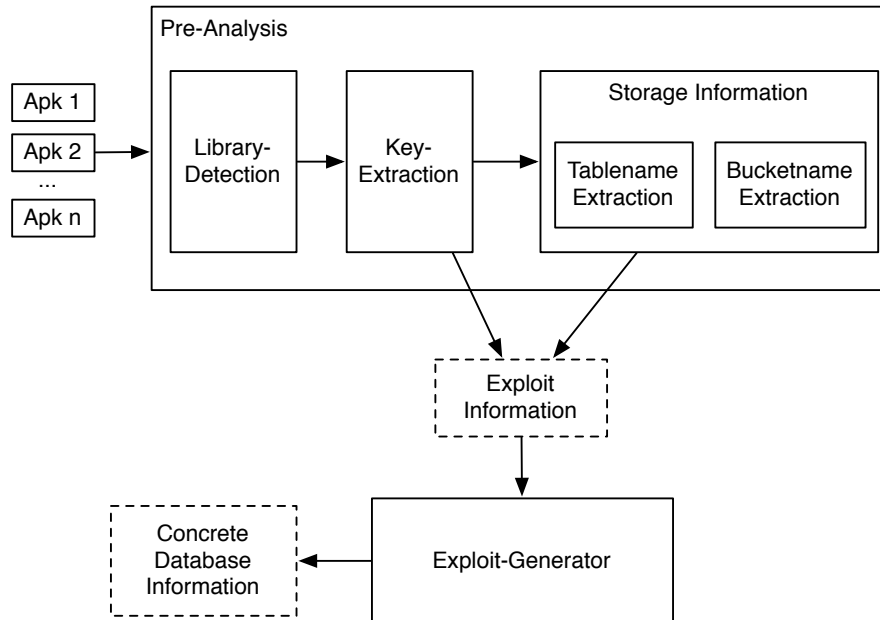 Pre-Analysis
Apk 1
Apk 2
...
Apk n
Library-
Detection
Key-
Extraction
Storage Information
Tablename
Extraction
Bucketname
Extraction
Exploit
Information
Exploit-Generator
Concrete
Database
Information